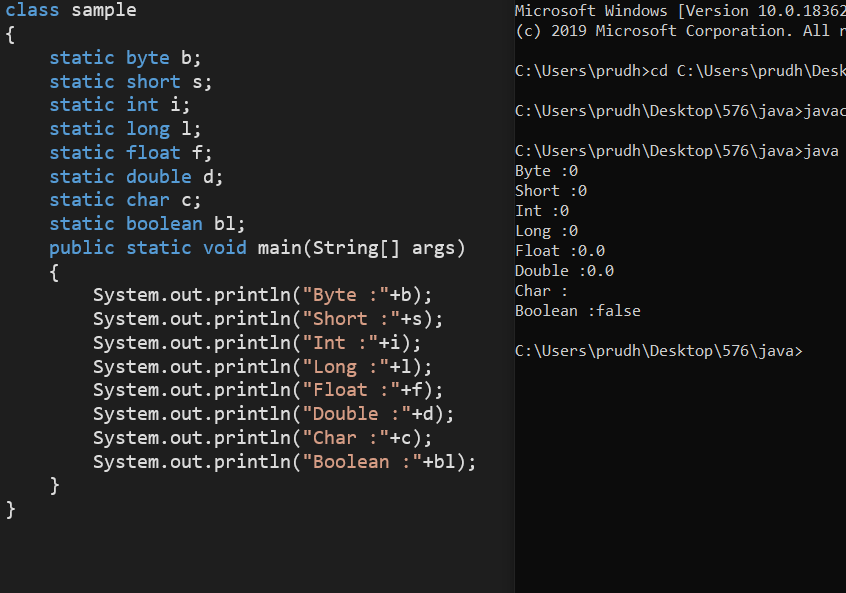 class sample
{
static byte b;
static short s;
static int i;
static long l;
static float f;
static double d;
static char c;
static boolean bl;
public static void main(String[] args)
{
System.out.println("Byte :"+b);
System.out.println("Short :"+s);
System.out.println("Int :"+i);
System.out.println("Long :"+l);
System.out.println("Float :"+f);
System.out.println("Double :"+d);
System.out.println("Char :"+c);
System.out.println("Boolean :"+bl);
}
}
Microsoft Windows [Version 10.0.18362
(c) 2019 Microsoft Corporation. All r
C:\Users\prudh>cd C:\Users\prudh\Desk
C:\Users\prudh\Desktop\576\java>javac
C:\Users\prudh\Desktop\576\java>java
Byte :0
Short :0
Int :0
Long :0
Float :0.0
Double :0.0
Char :
Boolean :false
C:\Users\prudh\Desktop\576\java>